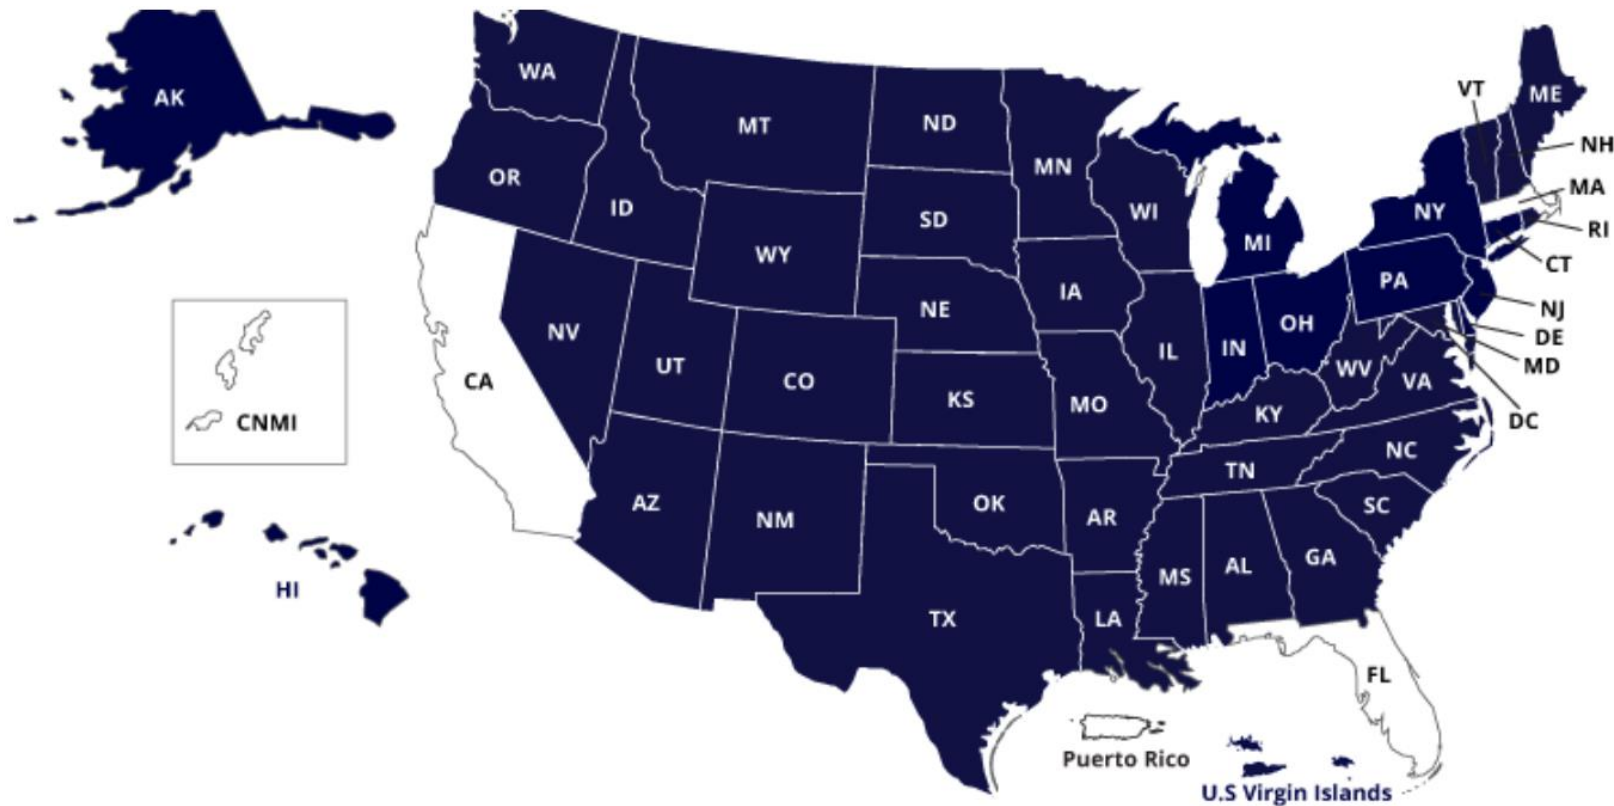 AK
WA
MT
ND
MN
VT
ME
NH
MA
OR
ID
SD
WI
NY
RI
WY
MI
CT
IA
PA
NE
NJ
NV
OH
DE
UT
IL
IN
WV
MD
CA
CO
VA
KS
MO
KY
DC
CNMI
NC
TN
AZ
NM
OK
AR
SC
HI
MS
AL
GA
TX
LA
FL
Puerto Rico
U.S Virgin Islands